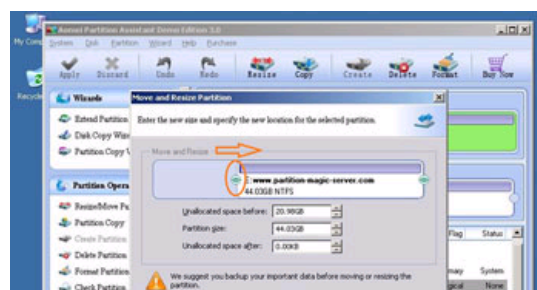 Aomei Partition Assistant Demo Edition 3.0
My Comp
System Disk Partition Wizard Help Purchase
Apply Discard Undo Redo Resize Copy Create Delete Format Buy Now
Recycle
Wizards
Move and Resize Partition
Extend Partition
Disk Copy Wiz
Partition Copy W
Enter the new size and specify the new location for the selected partition.
Move and Resize
www.partition-magic-server.com
44.03GB NTFS
Partition Opera
Resize/Move Pa
Partition Copy
Create Partition
Delete Partition
Format Partition
Check Partition
Unallocated space before: 20.98GB
Partition size: 44.03GB
Unallocated space after: 0.00KB
Flag Status
System
None
We suggest you backup your important data before moving or resizing the
partition.